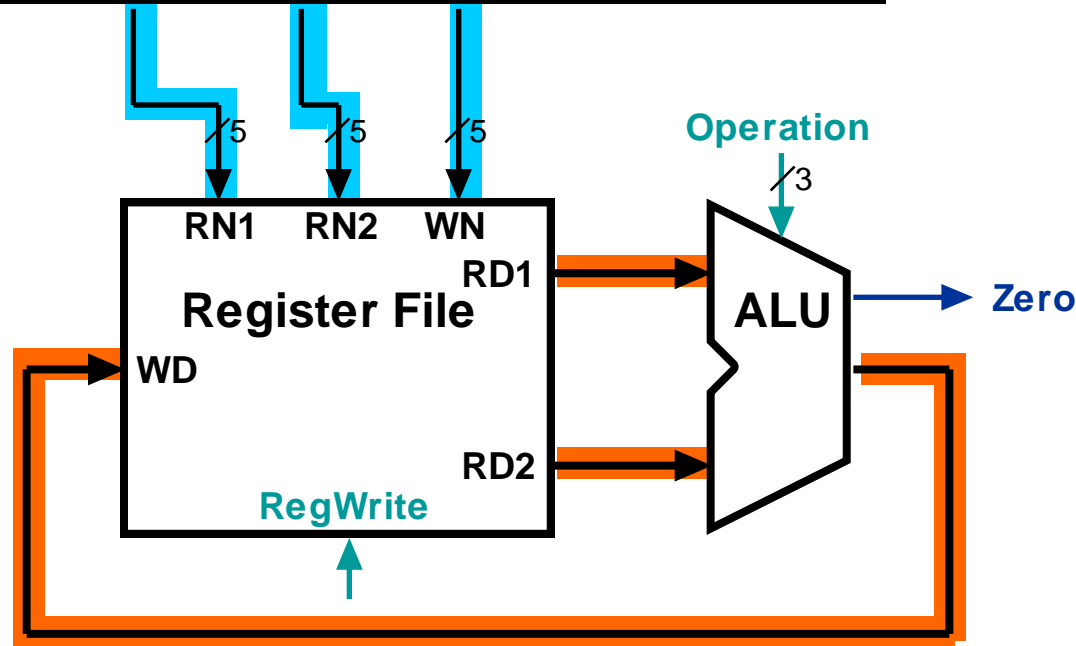 5
5
5
Operation
3
RN1
RN2
WN
RD1
Register File
ALU
Zero
WD
RD2
RegWrite